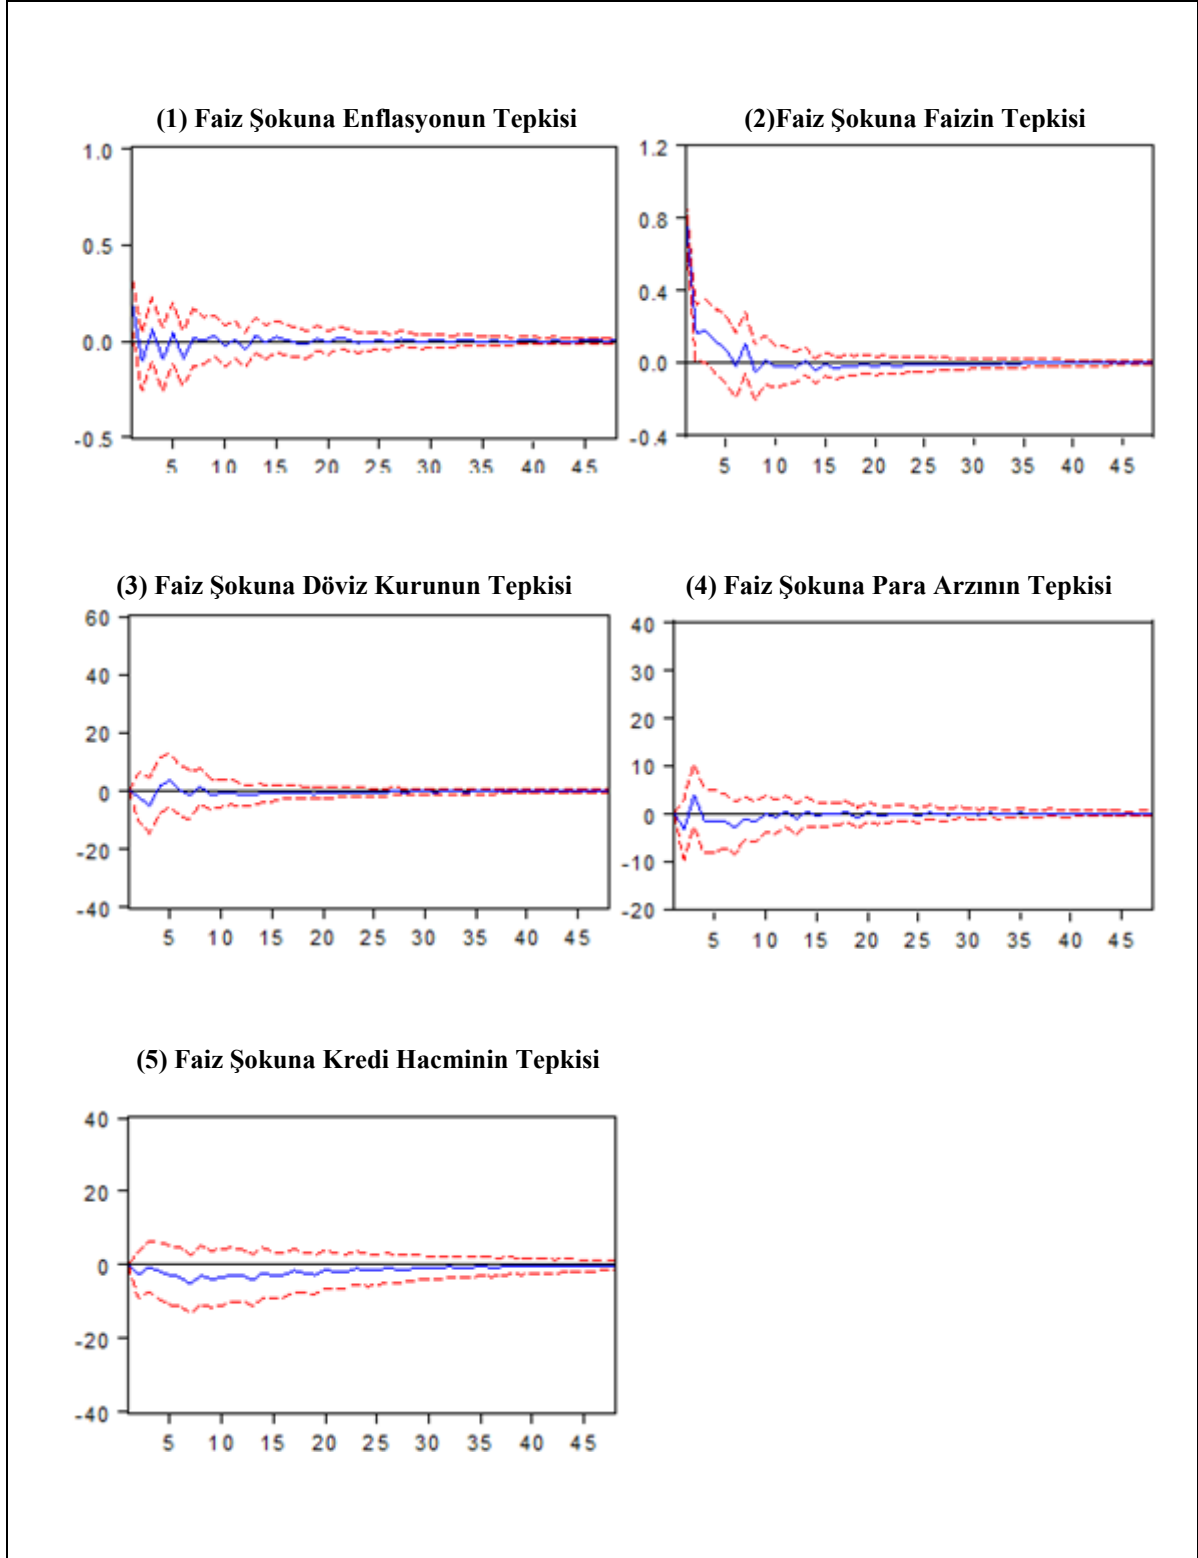 (1) Faiz Şokuna Enflasyonun Tepkisi
1.0
0.5
0.0
-0.5
5 10 15 20 25 30 35 40 45
(2)Faiz Şokuna Faizin Tepkisi
1.2
0.8
0.4
0.0
-0.4
5 10 15 20 25 30 35 40 45
(3) Faiz Şokuna Döviz Kurunun Tepkisi
60
40
20
0
-20
-40
5 10 15 20 25 30 35 40 45
(4) Faiz Şokuna Para Arzının Tepkisi
40
30
20
10
0
-10
-20
5 10 15 20 25 30 35 40 45
(5) Faiz Şokuna Kredi Hacminin Tepkisi
40
20
0
-20
-40
5 10 15 20 25 30 35 40 45